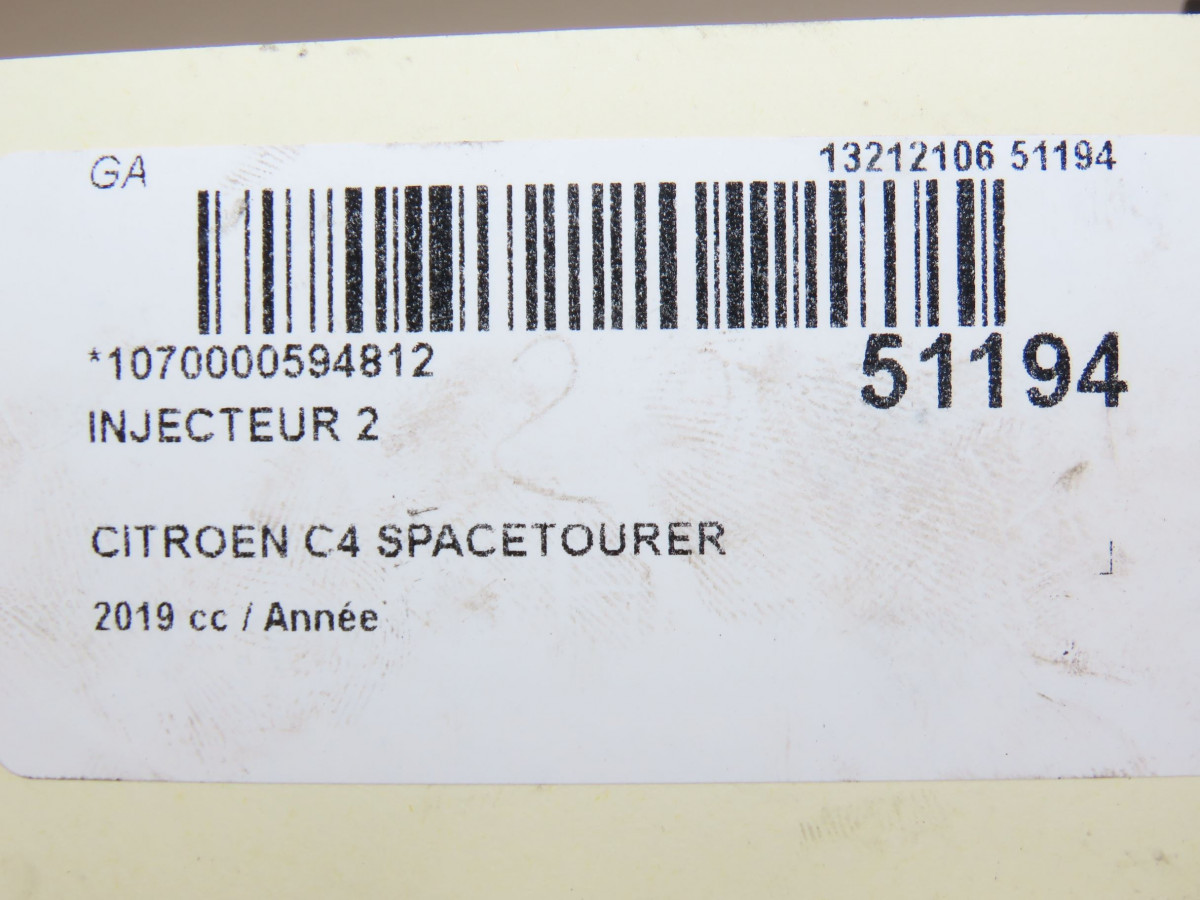 GA
13212106 51194
*1070000594812
51194
INJECTEUR 2
CITROEN C4 SPACETOURER
2019 cc / Année